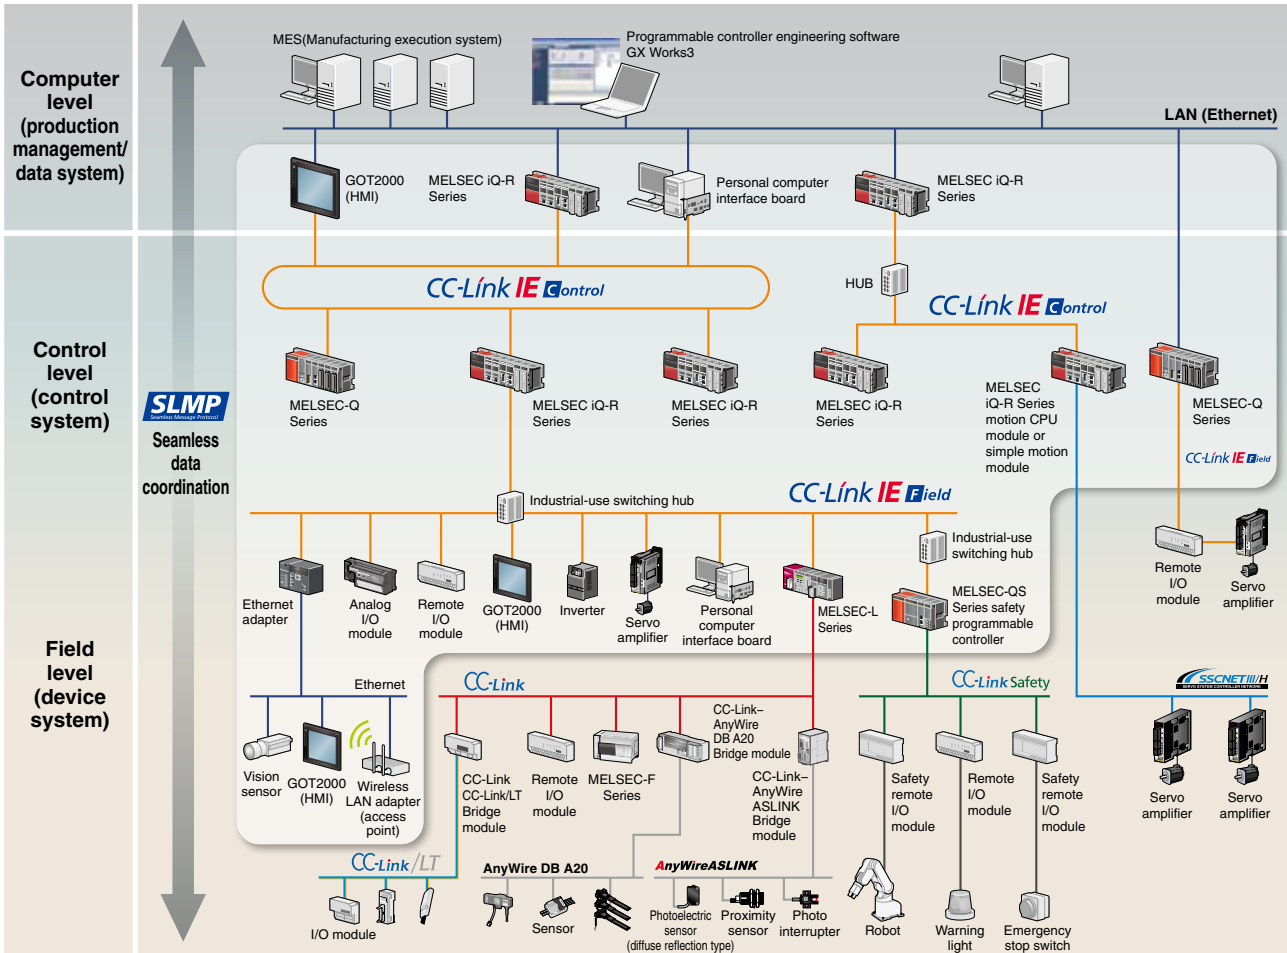 Computer
level
(production
management/
data system)
MES(Manufacturing execution system)
Programmable controller engineering software
GX Works3
LAN (Ethernet)
GOT2000
(HMI)
MELSEC iQ-R
Series
Personal computer
interface board
MELSEC iQ-R
Series
Control
level
(control
system)
SLMP
Seamless Message Protocol
Seamless
data
coordination
CC-Link IE Control
HUB
CC-Link IE Control
MELSEC-Q
Series
MELSEC iQ-R
Series
MELSEC iQ-R
Series
MELSEC iQ-R
Series
MELSEC
iQ-R Series
motion CPU
module or
simple motion
module
MELSEC-Q
Series
CC-Link IE Field
Industrial-use switching hub
CC-Link IE Field
Industrial-use
switching hub
Remote
I/O
module
Servo
amplifier
Field
level
(device
system)
Ethernet
adapter
Analog
I/O
module
Remote
I/O
module
GOT2000
(HMI)
Inverter
Servo
amplifier
Personal
computer
interface board
MELSEC-L
Series
MELSEC-QS
Series safety
programmable
controller
Ethernet
CC-Link
CC-Link Safety
SSCNETIII/H
SERVO SYSTEM CONTROLLER NETWORK
Vision
sensor
GOT2000
(HMI)
Wireless
LAN adapter
(access
point)
CC-Link
CC-Link/LT
Bridge
module
Remote
I/O
module
MELSEC-F
Series
CC-Link–
AnyWire
DB A20
Bridge module
CC-Link–
AnyWire
ASLINK
Bridge
module
Safety
remote
I/O
module
Remote
I/O
module
Safety
remote
I/O
module
Servo
amplifier
Servo
amplifier
CC-Link/LT
AnyWire DB A20
AnyWireASLINK
I/O module
Sensor
Photoelectric
sensor
(diffuse reflection type)
Proximity
sensor
Photo
interrupter
Robot
Warning
light
Emergency
stop switch